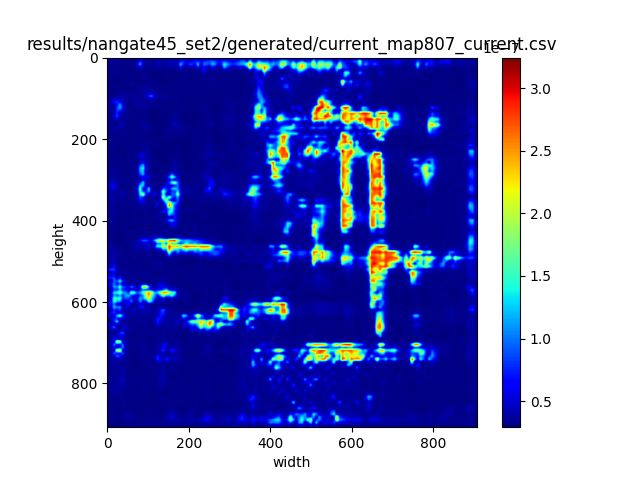 results/nangate45_set2/generated/current_map807_current.csv
1e−7
0
200
400
600
800
height
0 200 400 600 800
width
3.0
2.5
2.0
1.5
1.0
0.5